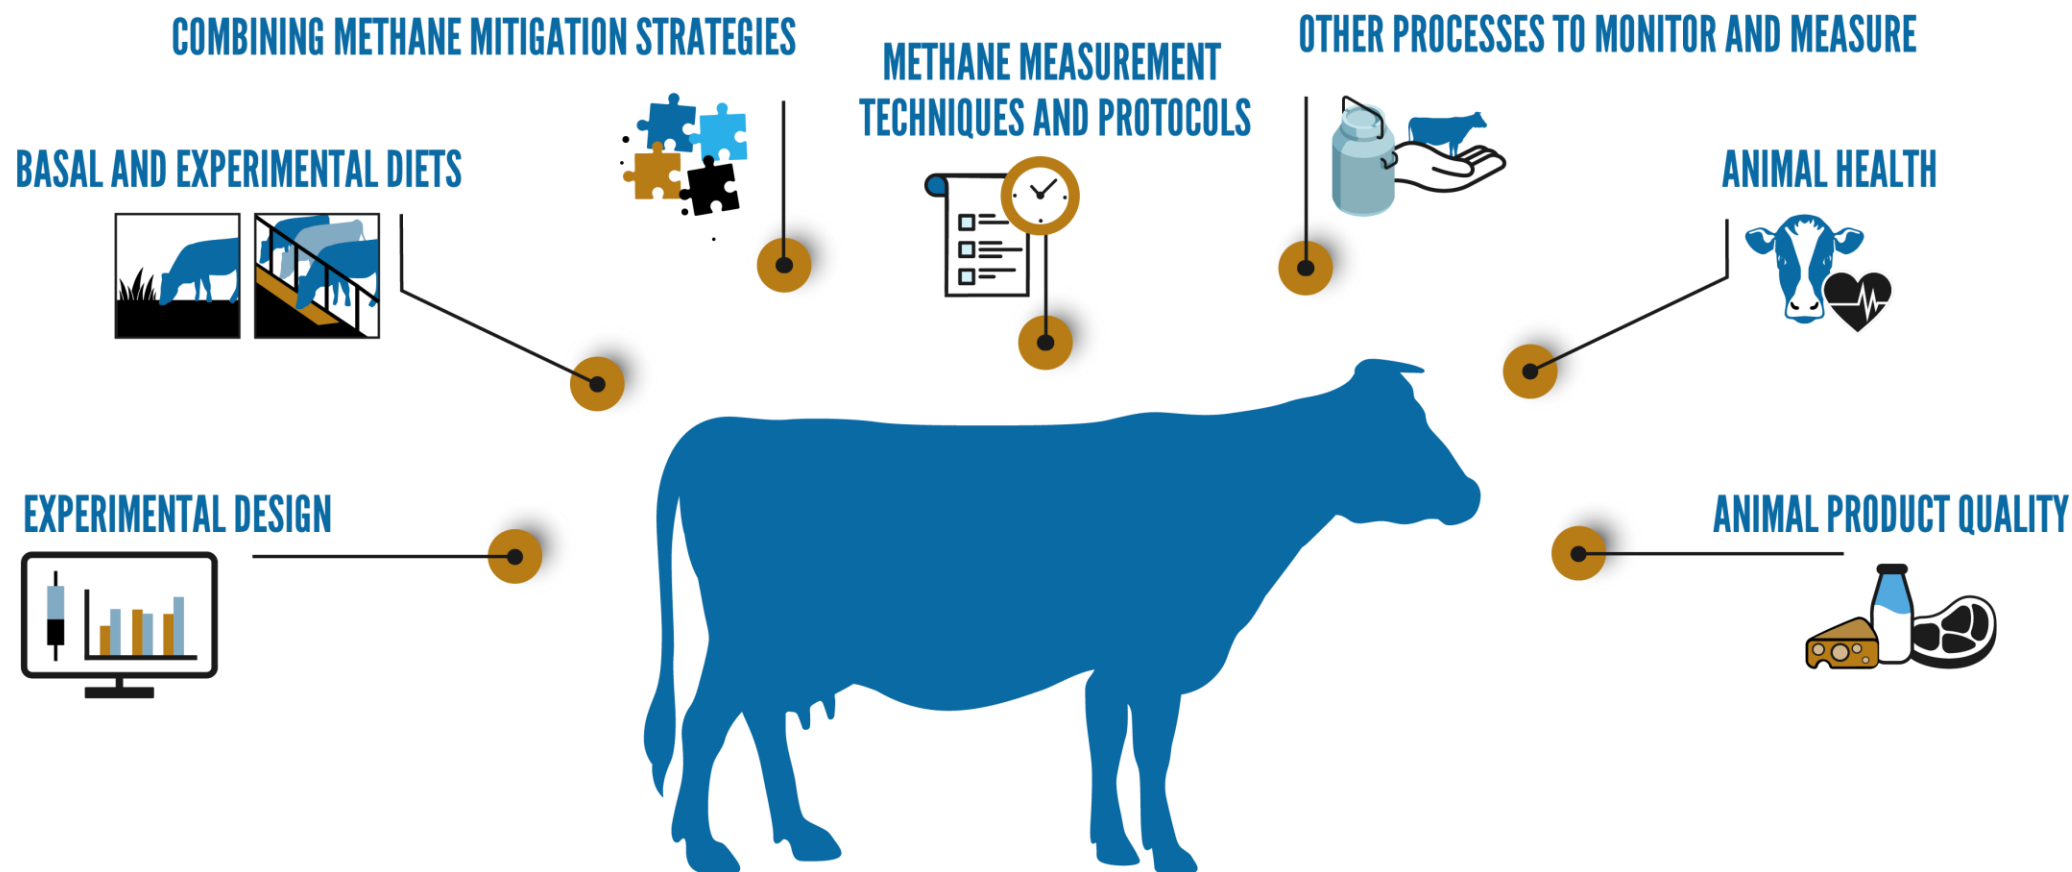 COMBINING METHANE MITIGATION STRATEGIES
METHANE MEASUREMENT
TECHNIQUES AND PROTOCOLS
OTHER PROCESSES TO MONITOR AND MEASURE
BASAL AND EXPERIMENTAL DIETS
ANIMAL HEALTH
EXPERIMENTAL DESIGN
ANIMAL PRODUCT QUALITY